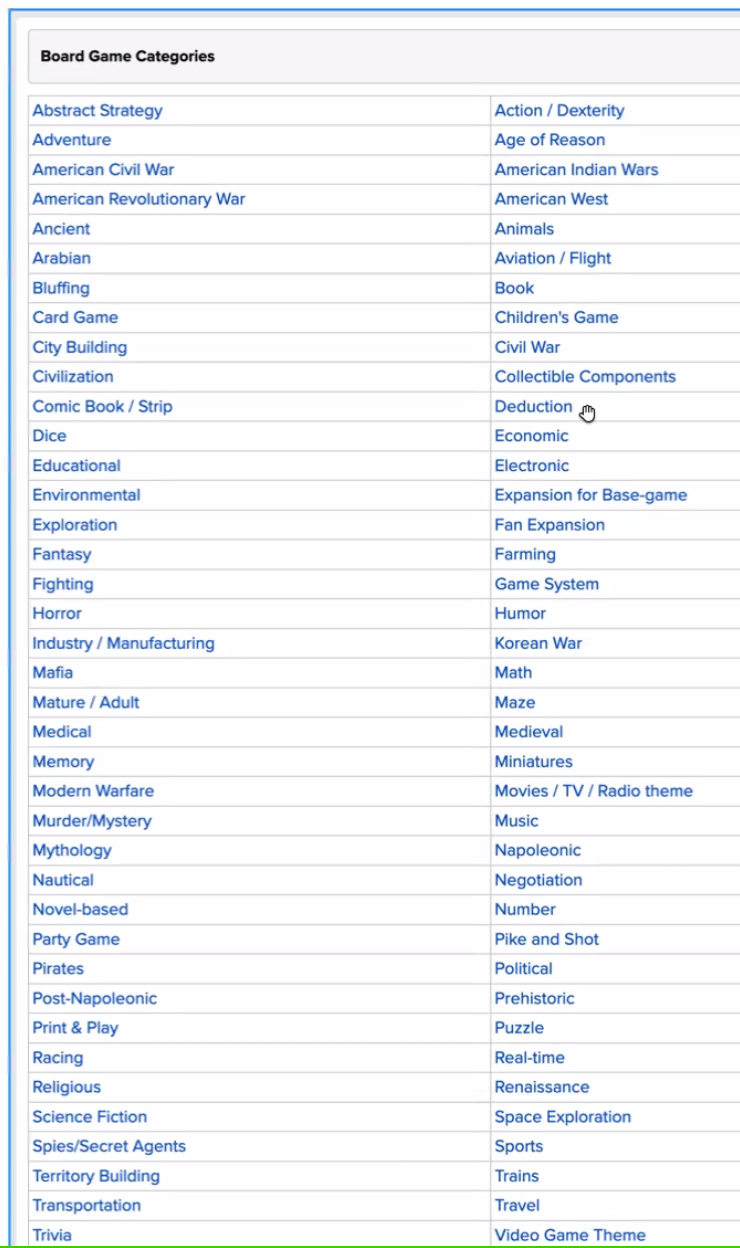 Board Game Categories
Abstract Strategy Action / Dexterity
Adventure Age of Reason
American Civil War American Indian Wars
American Revolutionary War American West
Ancient Animals
Arabian Aviation / Flight
Bluffing Book
Card Game Children's Game
City Building Civil War
Civilization Collectible Components
Comic Book / Strip Deduction
Dice Economic
Educational Electronic
Environmental Expansion for Base-game
Exploration Fan Expansion
Fantasy Farming
Fighting Game System
Horror Humor
Industry / Manufacturing Korean War
Mafia Math
Mature / Adult Maze
Medical Medieval
Memory Miniatures
Modern Warfare Movies / TV / Radio theme
Murder/Mystery Music
Mythology Napoleonic
Nautical Negotiation
Novel-based Number
Party Game Pike and Shot
Pirates Political
Post-Napoleonic Prehistoric
Print & Play Puzzle
Racing Real-time
Religious Renaissance
Science Fiction Space Exploration
Spies/Secret Agents Sports
Territory Building Trains
Transportation Travel
Trivia Video Game Theme